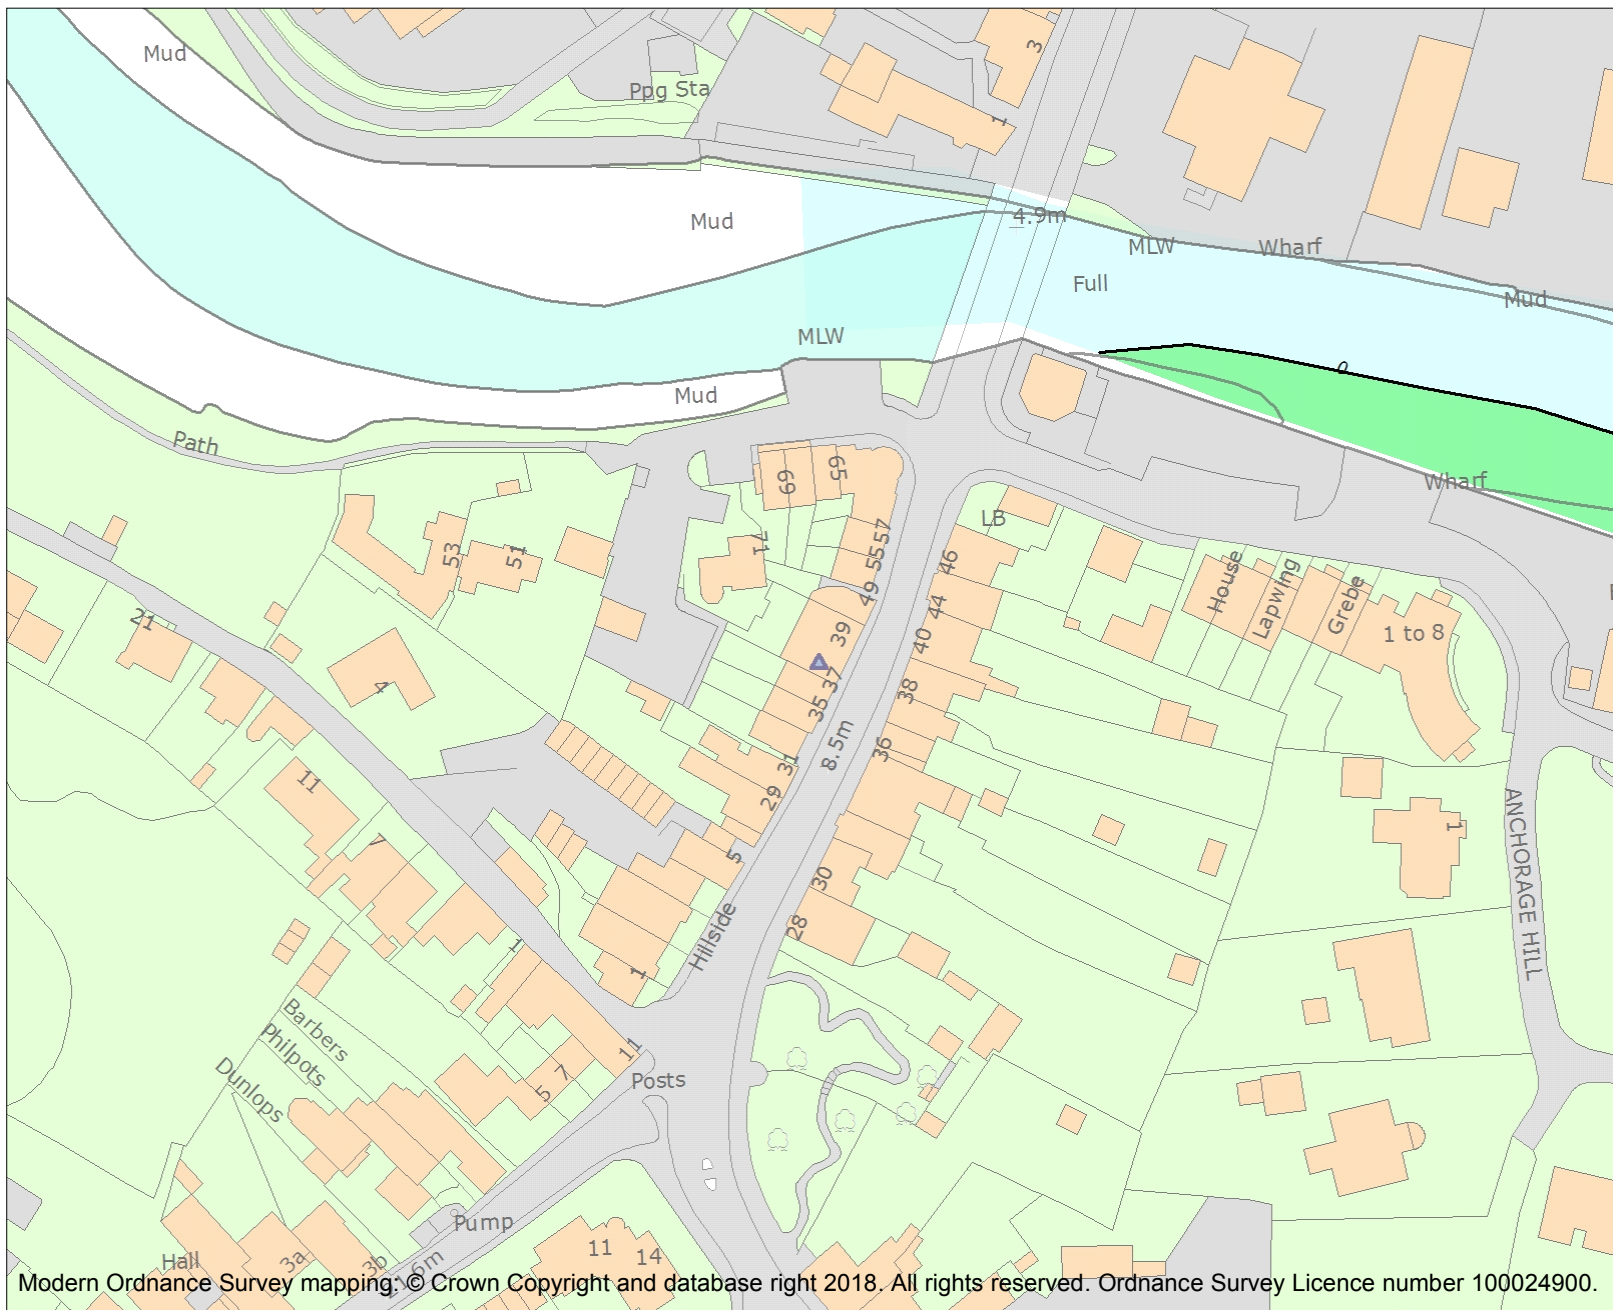 Mud
3
Ppg Sta
1
Mud
4.9m
MLW
Wharf
Full
Mud
MLW
0
Mud
Path
69
65
Wharf
LB
57
55
71
53
51
46
49
House
Lapwing
Grebe
44
21
39
40
1 to 8
4
37
38
35
8.5m
36
31
11
29
ANCHORAGE HILL
1
7
5
30
28
Hillside
1
1
Barbers
Philpots
11
Dunlops
Posts
7
5
Pump
11
14
Hall
3a
3b
Modern Ordnance Survey mapping: © Crown Copyright and database right 2018. All rights reserved. Ordnance Survey Licence number 100024900.